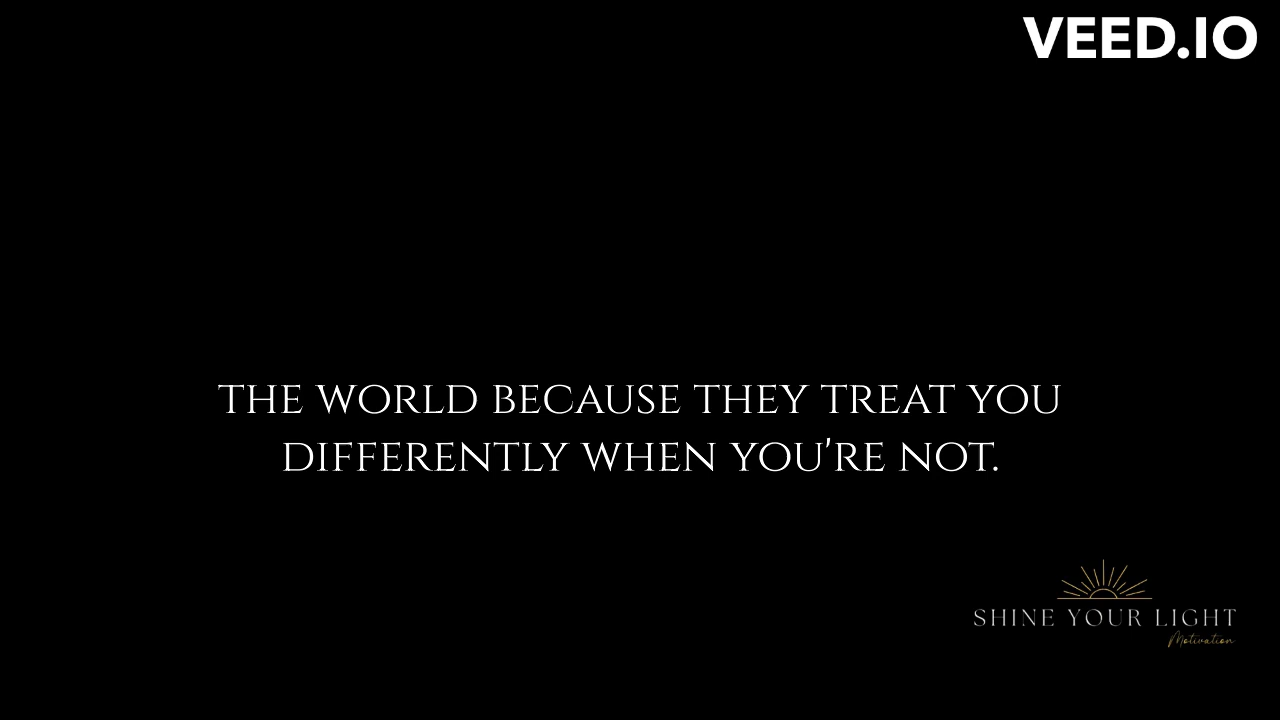 VEED.IO
THE WORLD BECAUSE THEY TREAT YOU
DIFFERENTLY WHEN YOU'RE NOT.
SHINE YOUR LIGHT
Motivation